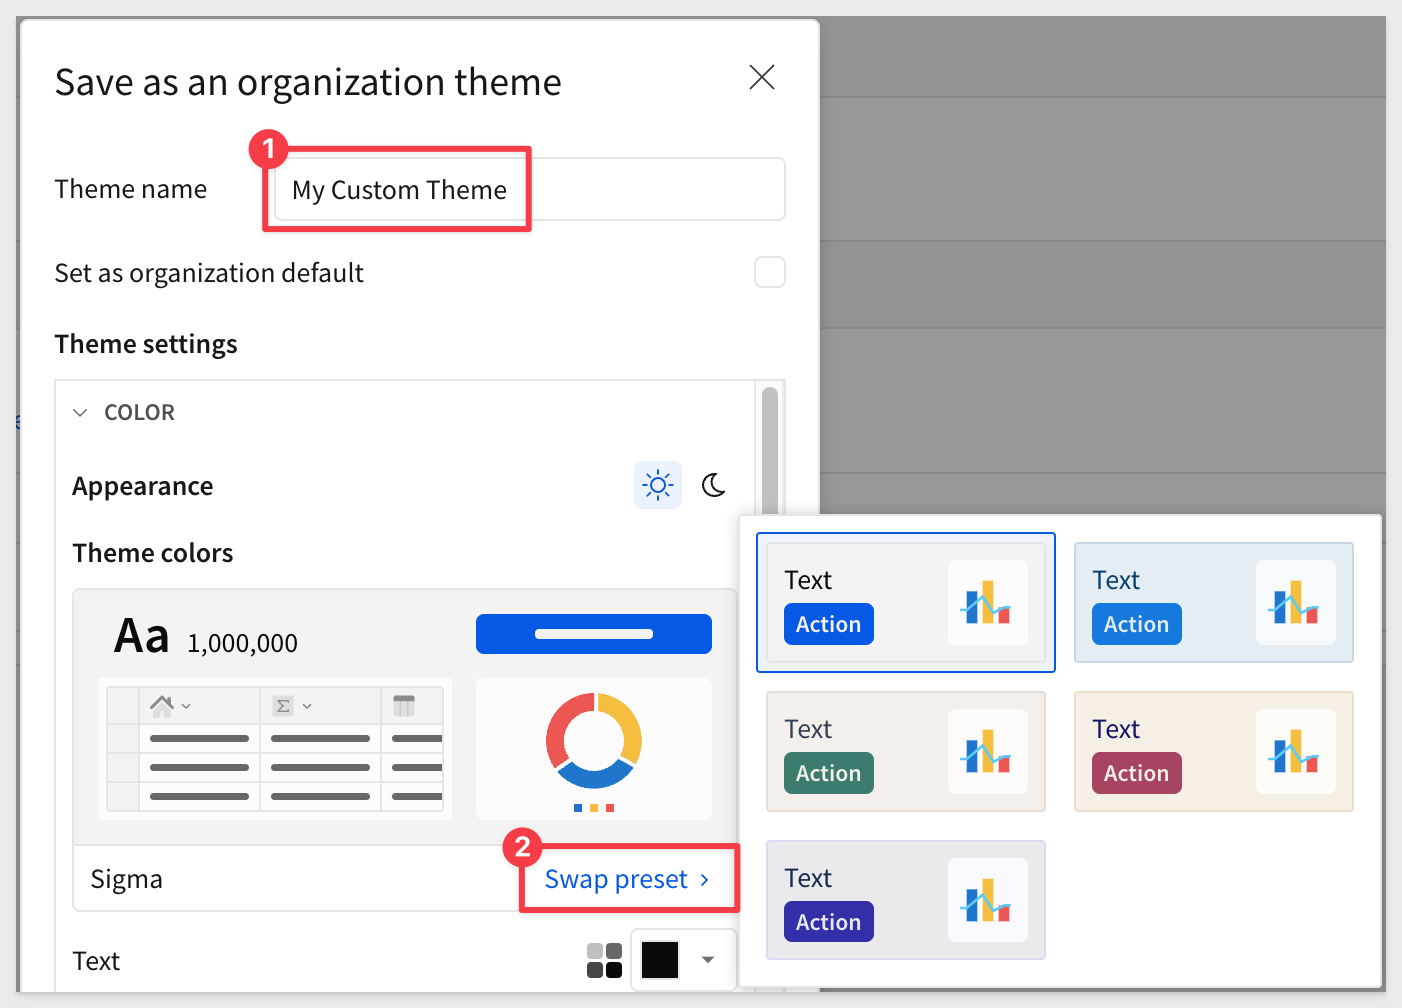 Save as an organization theme
1
Theme name
My Custom Theme
Set as organization default
Theme settings
COLOR
Appearance
Theme colors
Aa 1,000,000
Σ
Sigma
2
Swap preset
Text
Text
Action
Text
Action
Text
Action
Text
Action
Text
Action